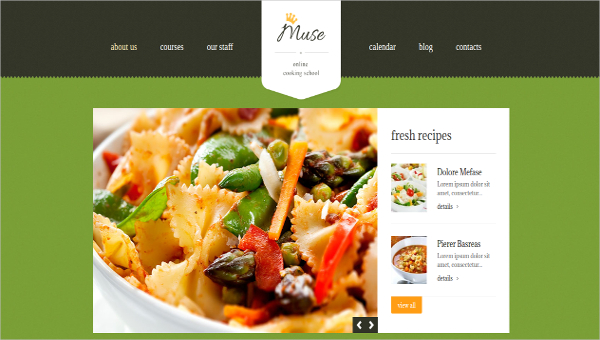 about us
courses
our staff
Muse
online
cooking school
calendar
blog
contacts
fresh recipes
Dolore Mefase
Lorem ipsum dolor sit
amet, consectetur...
details ›
Pierer Basreas
Lorem ipsum dolor sit
amet, consectetur...
details ›
view all